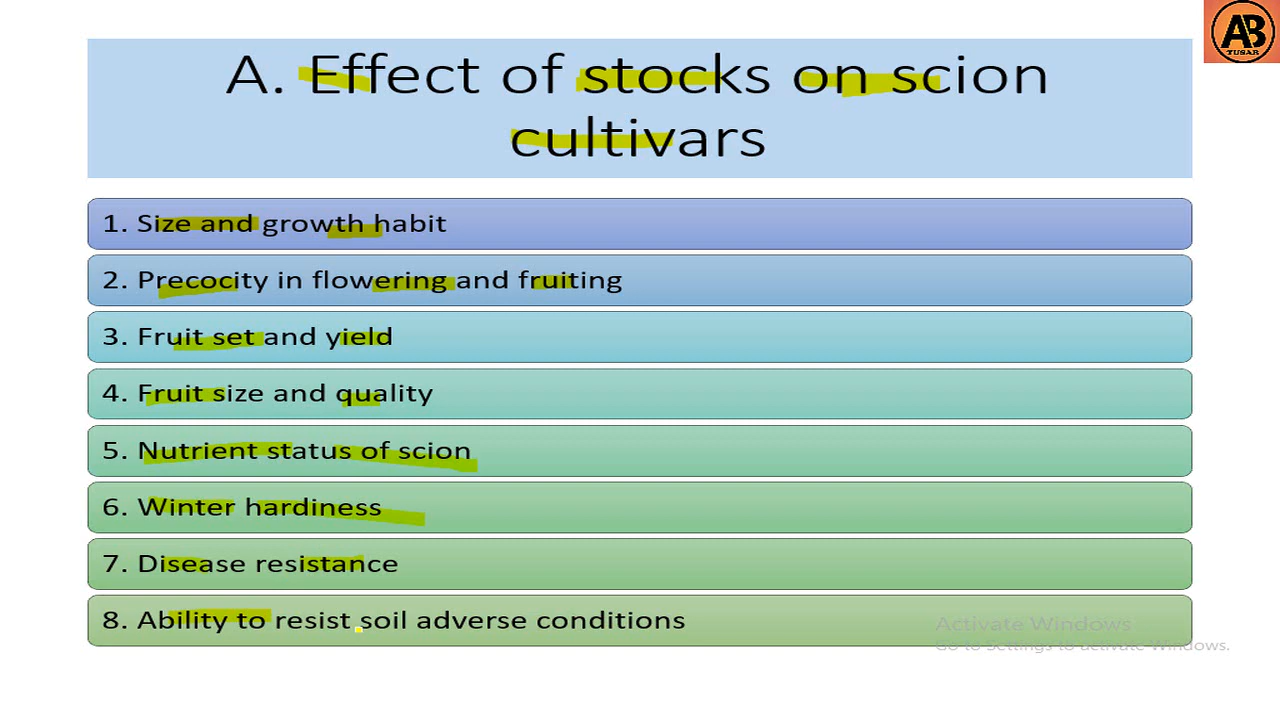 AB
TUSAR
A. Effect of stocks on scion
cultivars
1. Size and growth habit
2. Precocity in flowering and fruiting
3. Fruit set and yield
4. Fruit size and quality
5. Nutrient status of scion
6. Winter hardiness
7. Disease resistance
8. Ability to resist soil adverse conditions
Activate Windows
Go to Settings to activate Windows.